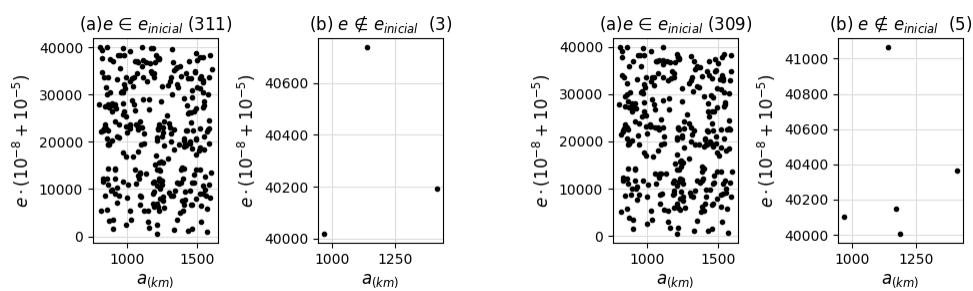 (a)e ∈ e_inicial (311)
(b) e ∉ e_inicial (3)
(a)e ∈ e_inicial (309)
(b) e ∉ e_inicial (5)
e · (10⁻⁸ + 10⁻⁵)
40000
30000
20000
10000
0
1000
1500
a_(km)
e · (10⁻⁸ + 10⁻⁵)
40600
40400
40200
40000
1000
1250
a_(km)
e · (10⁻⁸ + 10⁻⁵)
40000
30000
20000
10000
0
1000
1500
a_(km)
e · (10⁻⁸ + 10⁻⁵)
41000
40800
40600
40400
40200
40000
1000
1250
a_(km)